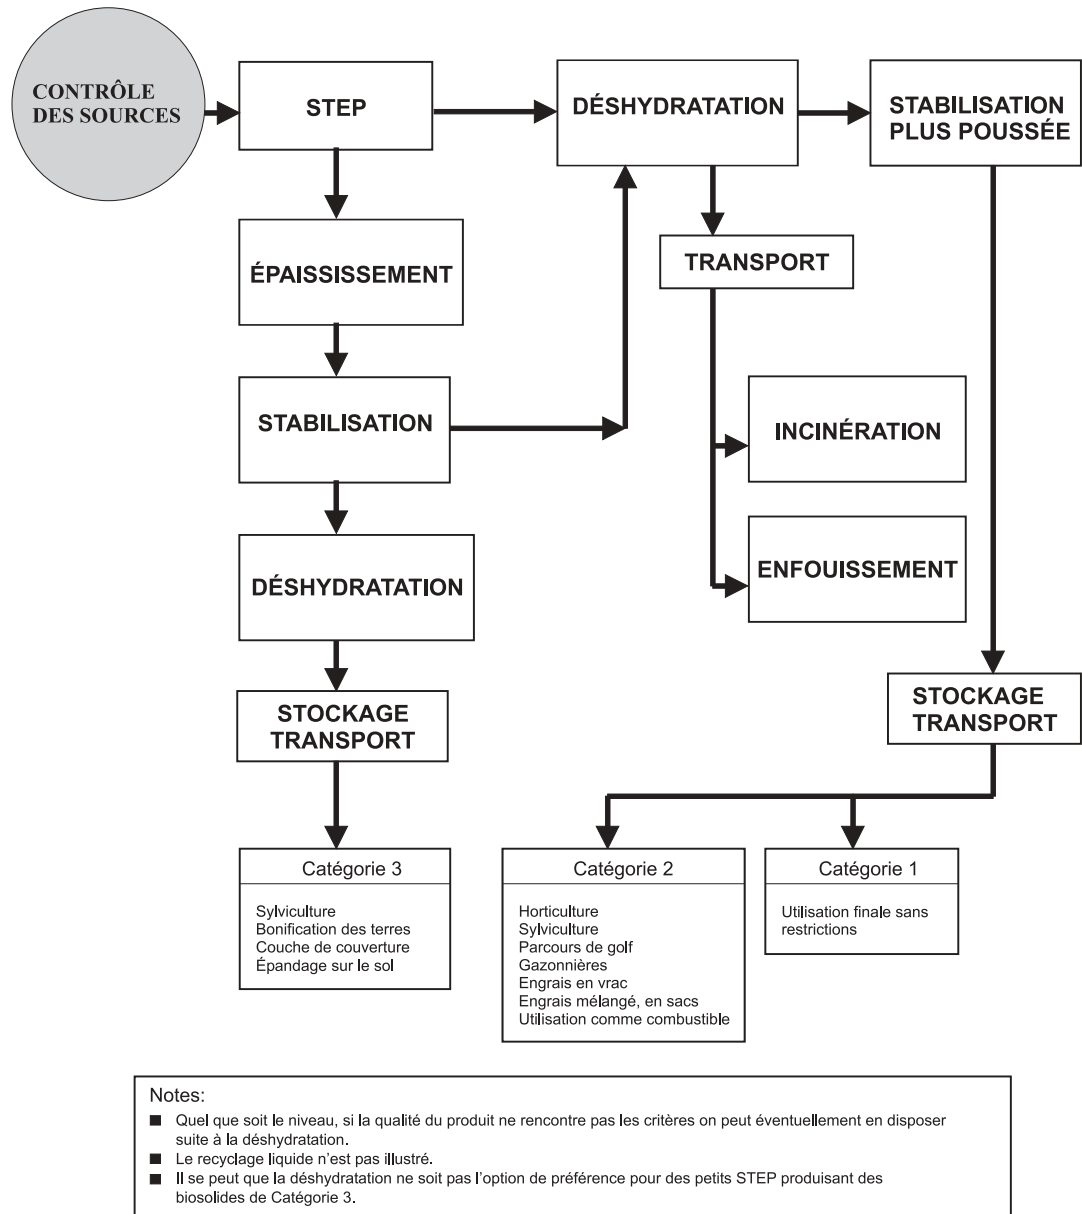 CONTRÔLE
DES SOURCES
STEP
DÉSHYDRATATION
STABILISATION
PLUS POUSSÉE
ÉPAISSISSEMENT
TRANSPORT
STABILISATION
INCINÉRATION
DÉSHYDRATATION
ENFOUISSEMENT
STOCKAGE
TRANSPORT
STOCKAGE
TRANSPORT
Catégorie 3
Sylviculture
Bonification des terres
Couche de couverture
Épandage sur le sol
Catégorie 2
Horticulture
Sylviculture
Parcours de golf
Gazonnières
Engrais en vrac
Engrais mélangé, en sacs
Utilisation comme combustible
Catégorie 1
Utilisation finale sans
restrictions
Notes:
■ Quel que soit le niveau, si la qualité du produit ne rencontre pas les critères on peut éventuellement en disposer
suite à la déshydratation.
■ Le recyclage liquide n'est pas illustré.
■ Il se peut que la déshydratation ne soit pas l'option de préférence pour des petits STEP produisant des
biosolides de Catégorie 3.